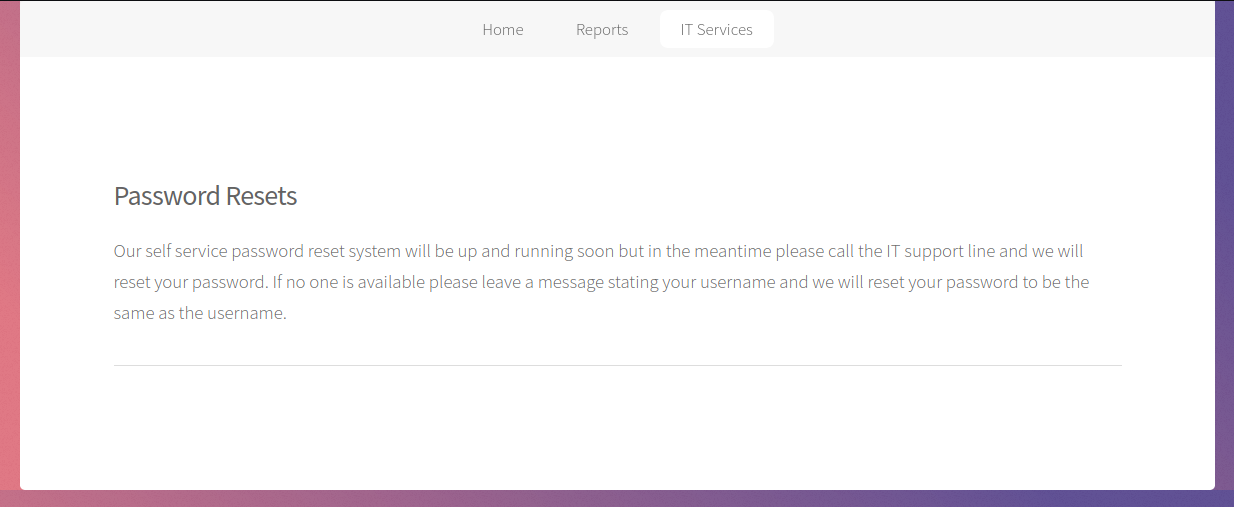 Home Reports IT Services
Password Resets
Our self service password reset system will be up and running soon but in the meantime please call the IT support line and we will
reset your password. If no one is available please leave a message stating your username and we will reset your password to be the
same as the username.